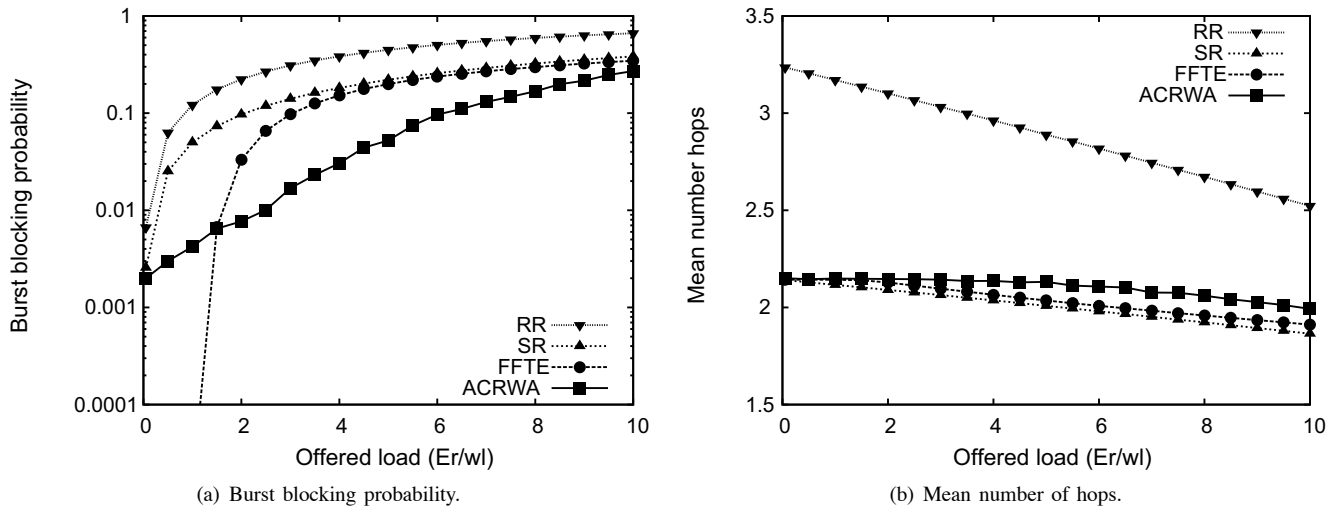 1
0.1
0.01
0.001
0.0001
Burst blocking probability
RR
SR
FFTE
ACRWA
0 2 4 6 8 10
Offered load (Er/wl)
(a) Burst blocking probability.
3.5
3
2.5
2
1.5
Mean number hops
RR
SR
FFTE
ACRWA
0 2 4 6 8 10
Offered load (Er/wl)
(b) Mean number of hops.